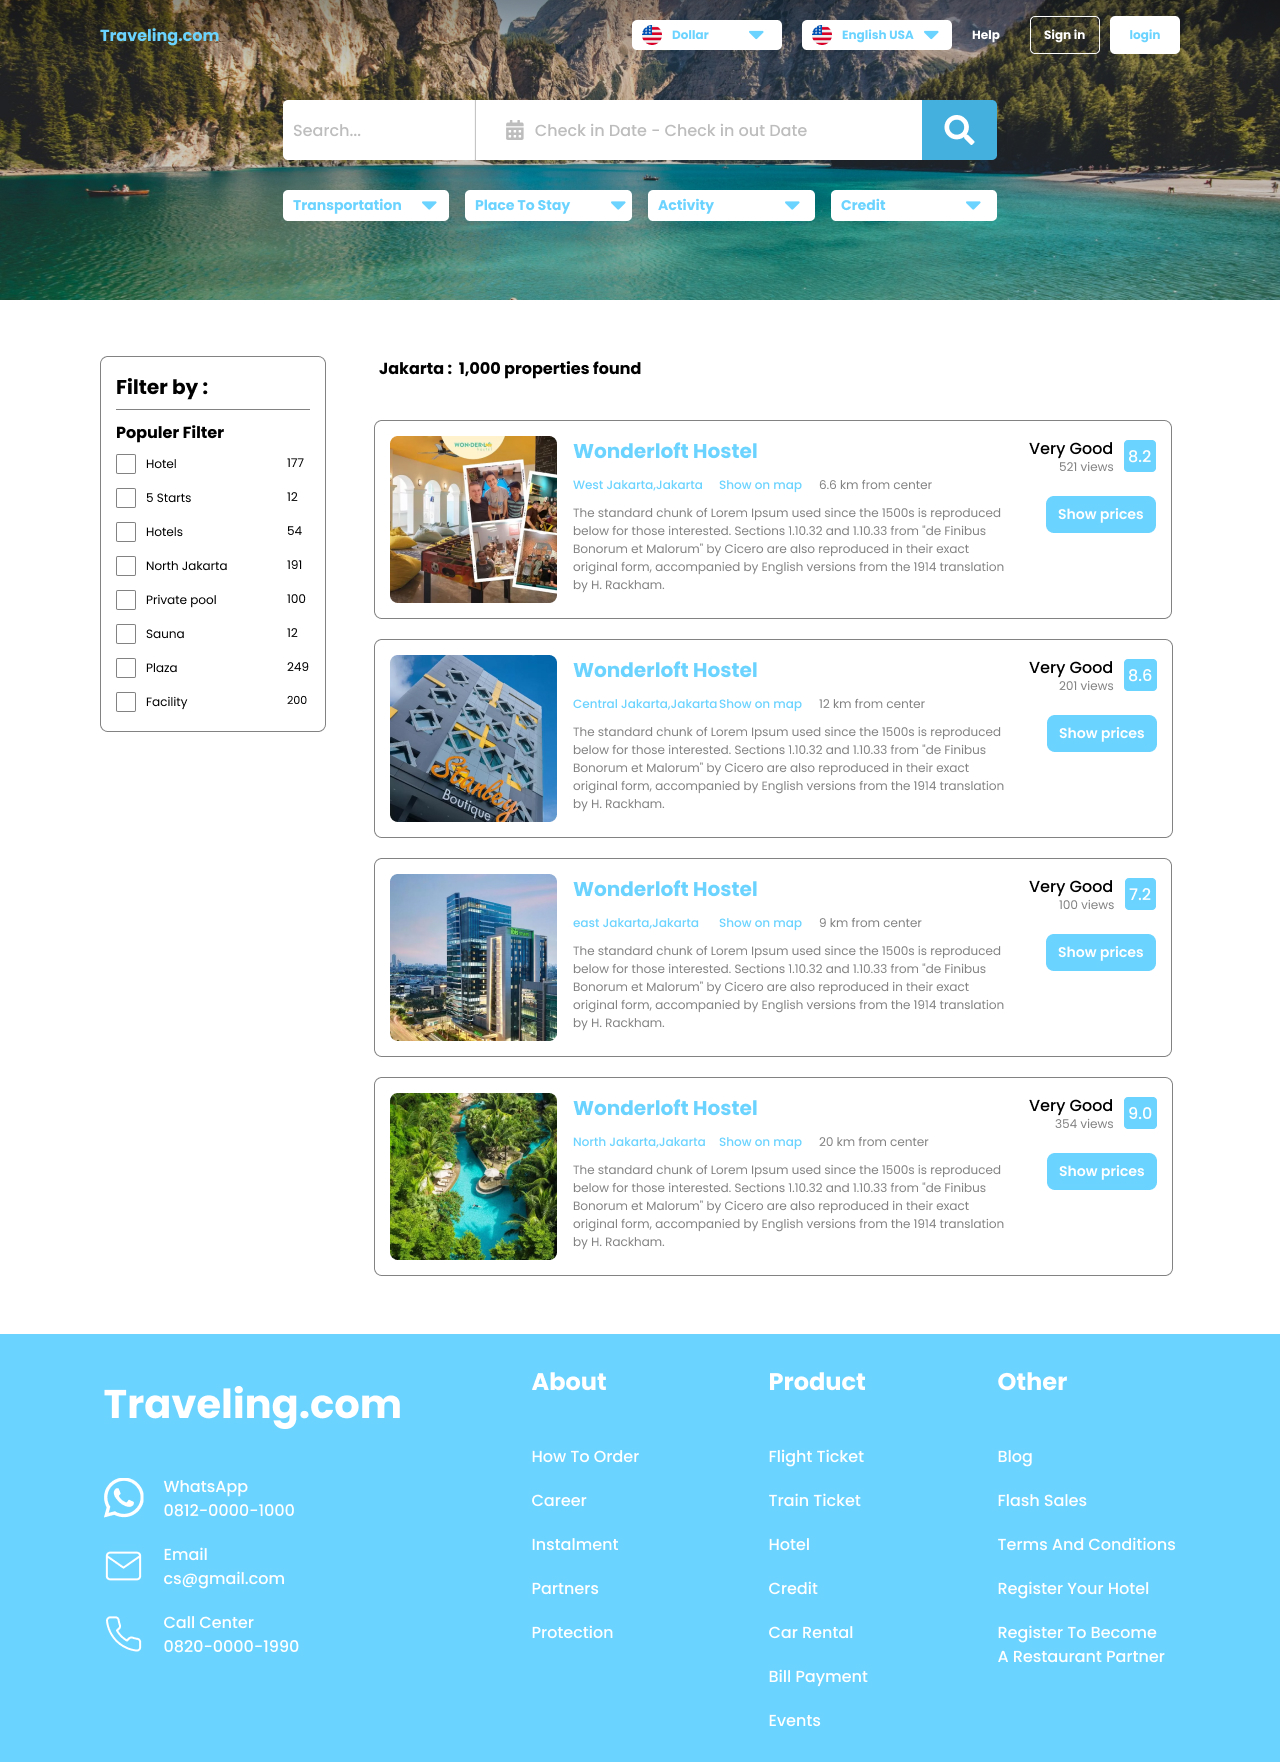 Traveling.com
Dollar
English USA
Help
Sign in
login
Search...
Check in Date - Check in out Date
Transportation
Place To Stay
Activity
Credit
Filter by :
Populer Filter
Hotel 177
5 Starts 12
Hotels 54
North Jakarta 191
Private pool 100
Sauna 12
Plaza 249
Facility 200
Jakarta : 1,000 properties found
WONDERLOFT
Wonderloft Hostel
Very Good
521 views
8.2
West Jakarta,Jakarta Show on map 6.6 km from center
Show prices
The standard chunk of Lorem Ipsum used since the 1500s is reproduced
below for those interested. Sections 1.10.32 and 1.10.33 from "de Finibus
Bonorum et Malorum" by Cicero are also reproduced in their exact
original form, accompanied by English versions from the 1914 translation
by H. Rackham.
Stanley
Boutique
Wonderloft Hostel
Very Good
201 views
8.6
Central Jakarta,Jakarta Show on map 12 km from center
Show prices
The standard chunk of Lorem Ipsum used since the 1500s is reproduced
below for those interested. Sections 1.10.32 and 1.10.33 from "de Finibus
Bonorum et Malorum" by Cicero are also reproduced in their exact
original form, accompanied by English versions from the 1914 translation
by H. Rackham.
Wonderloft Hostel
Very Good
100 views
7.2
east Jakarta,Jakarta Show on map 9 km from center
Show prices
The standard chunk of Lorem Ipsum used since the 1500s is reproduced
below for those interested. Sections 1.10.32 and 1.10.33 from "de Finibus
Bonorum et Malorum" by Cicero are also reproduced in their exact
original form, accompanied by English versions from the 1914 translation
by H. Rackham.
Wonderloft Hostel
Very Good
354 views
9.0
North Jakarta,Jakarta Show on map 20 km from center
Show prices
The standard chunk of Lorem Ipsum used since the 1500s is reproduced
below for those interested. Sections 1.10.32 and 1.10.33 from "de Finibus
Bonorum et Malorum" by Cicero are also reproduced in their exact
original form, accompanied by English versions from the 1914 translation
by H. Rackham.
Traveling.com
WhatsApp
0812-0000-1000
Email
cs@gmail.com
Call Center
0820-0000-1990
About
How To Order
Career
Instalment
Partners
Protection
Product
Flight Ticket
Train Ticket
Hotel
Credit
Car Rental
Bill Payment
Events
Other
Blog
Flash Sales
Terms And Conditions
Register Your Hotel
Register To Become
A Restaurant Partner